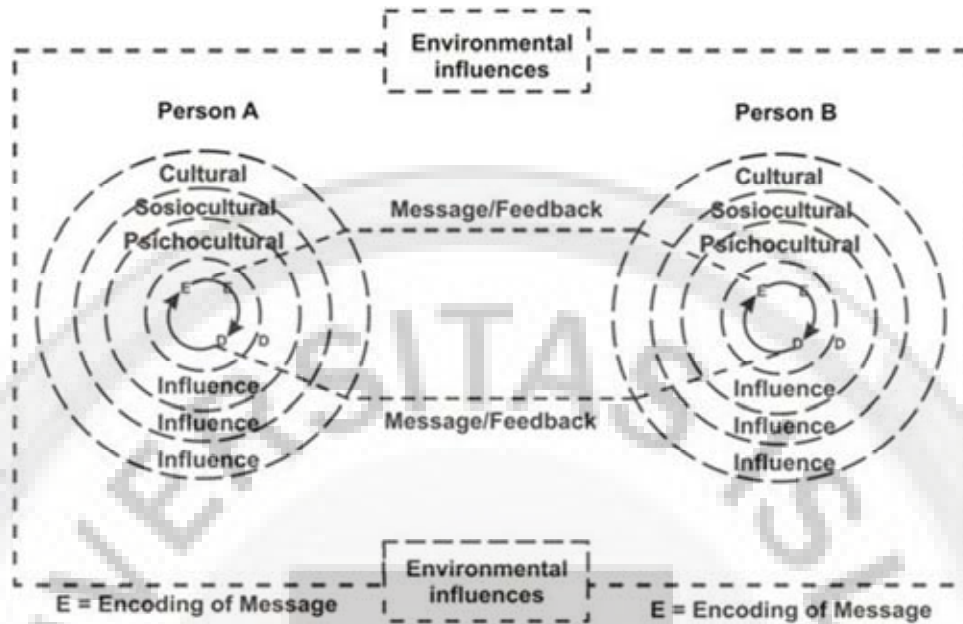 Environmental
influences
Person A
Person B
Cultural
Sosiocultural
Psichocultural
E E
D D
Influence
Influence
Influence
Message/Feedback
Message/Feedback
Cultural
Sosiocultural
Psichocultural
E E
D D
Influence
Influence
Influence
Environmental
influences
E = Encoding of Message
E = Encoding of Message